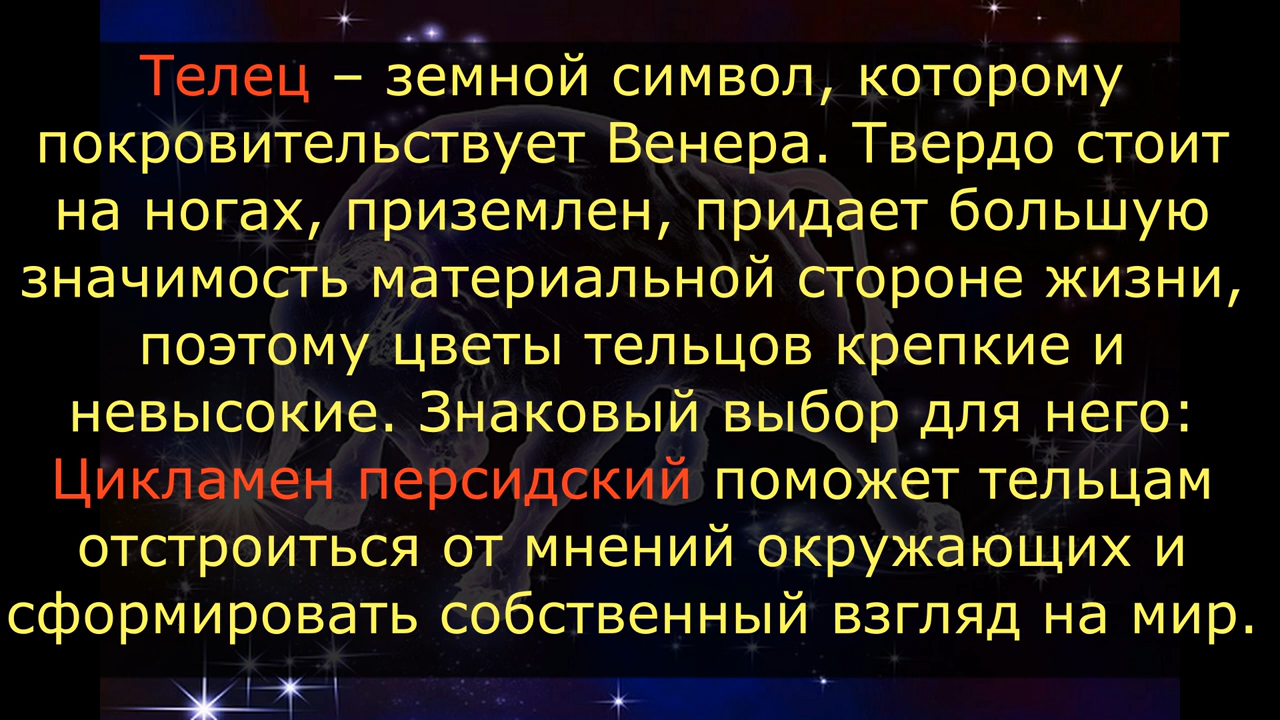 Телец – земной символ, которому
покровительствует Венера. Твердо стоит
на ногах, приземлен, придает большую
значимость материальной стороне жизни,
поэтому цветы тельцов крепкие и
невысокие. Знаковый выбор для него:
Цикламен персидский поможет тельцам
отстроиться от мнений окружающих и
сформировать собственный взгляд на мир.